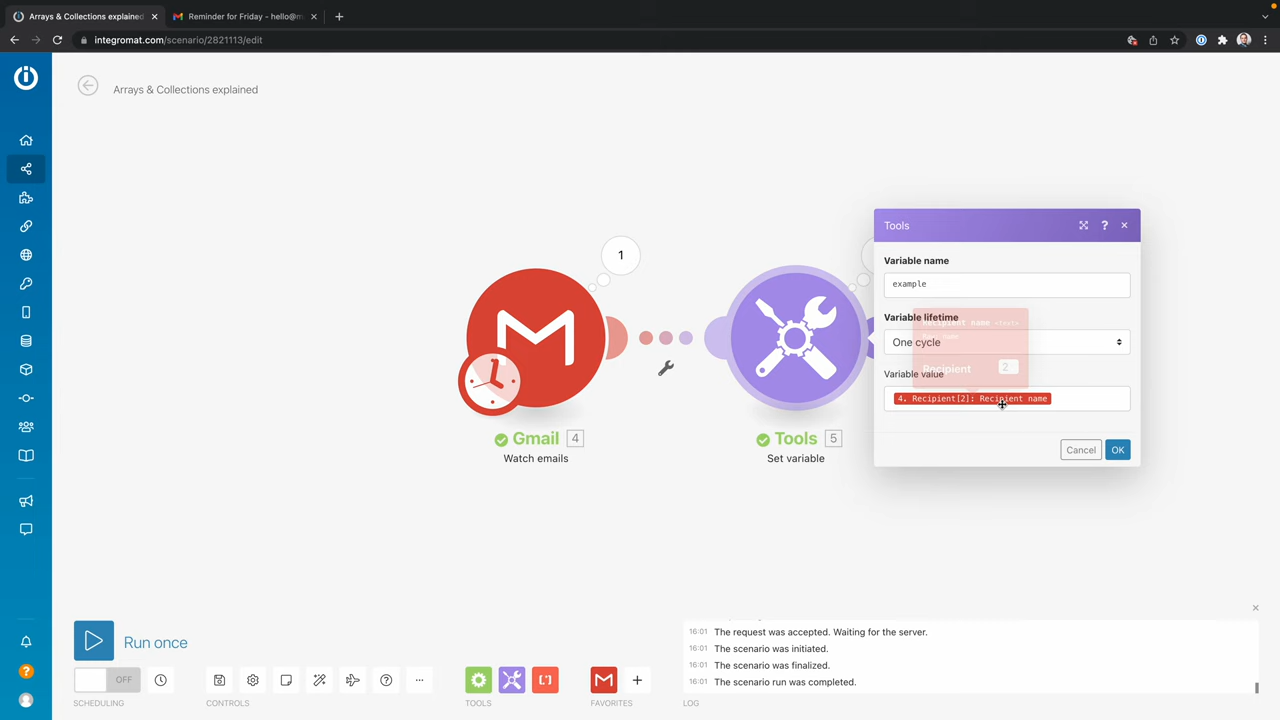 Arrays & Collections explained
Reminder for Friday - hello@m
integromat.com/scenario/2821113/edit
Arrays & Collections explained
1
Gmail 4
Watch emails
Tools 5
Set variable
Tools
?
Variable name
example
Variable lifetime
Recipient name
One cycle
Recipient 2
Variable value
4. Recipient[2]: Recipient name
Cancel
OK
Run once
OFF
SCHEDULING
CONTROLS
TOOLS
FAVORITES
LOG
16:01 The request was accepted. Waiting for the server.
16:01 The scenario was initiated.
16:01 The scenario was finalized.
16:01 The scenario run was completed.